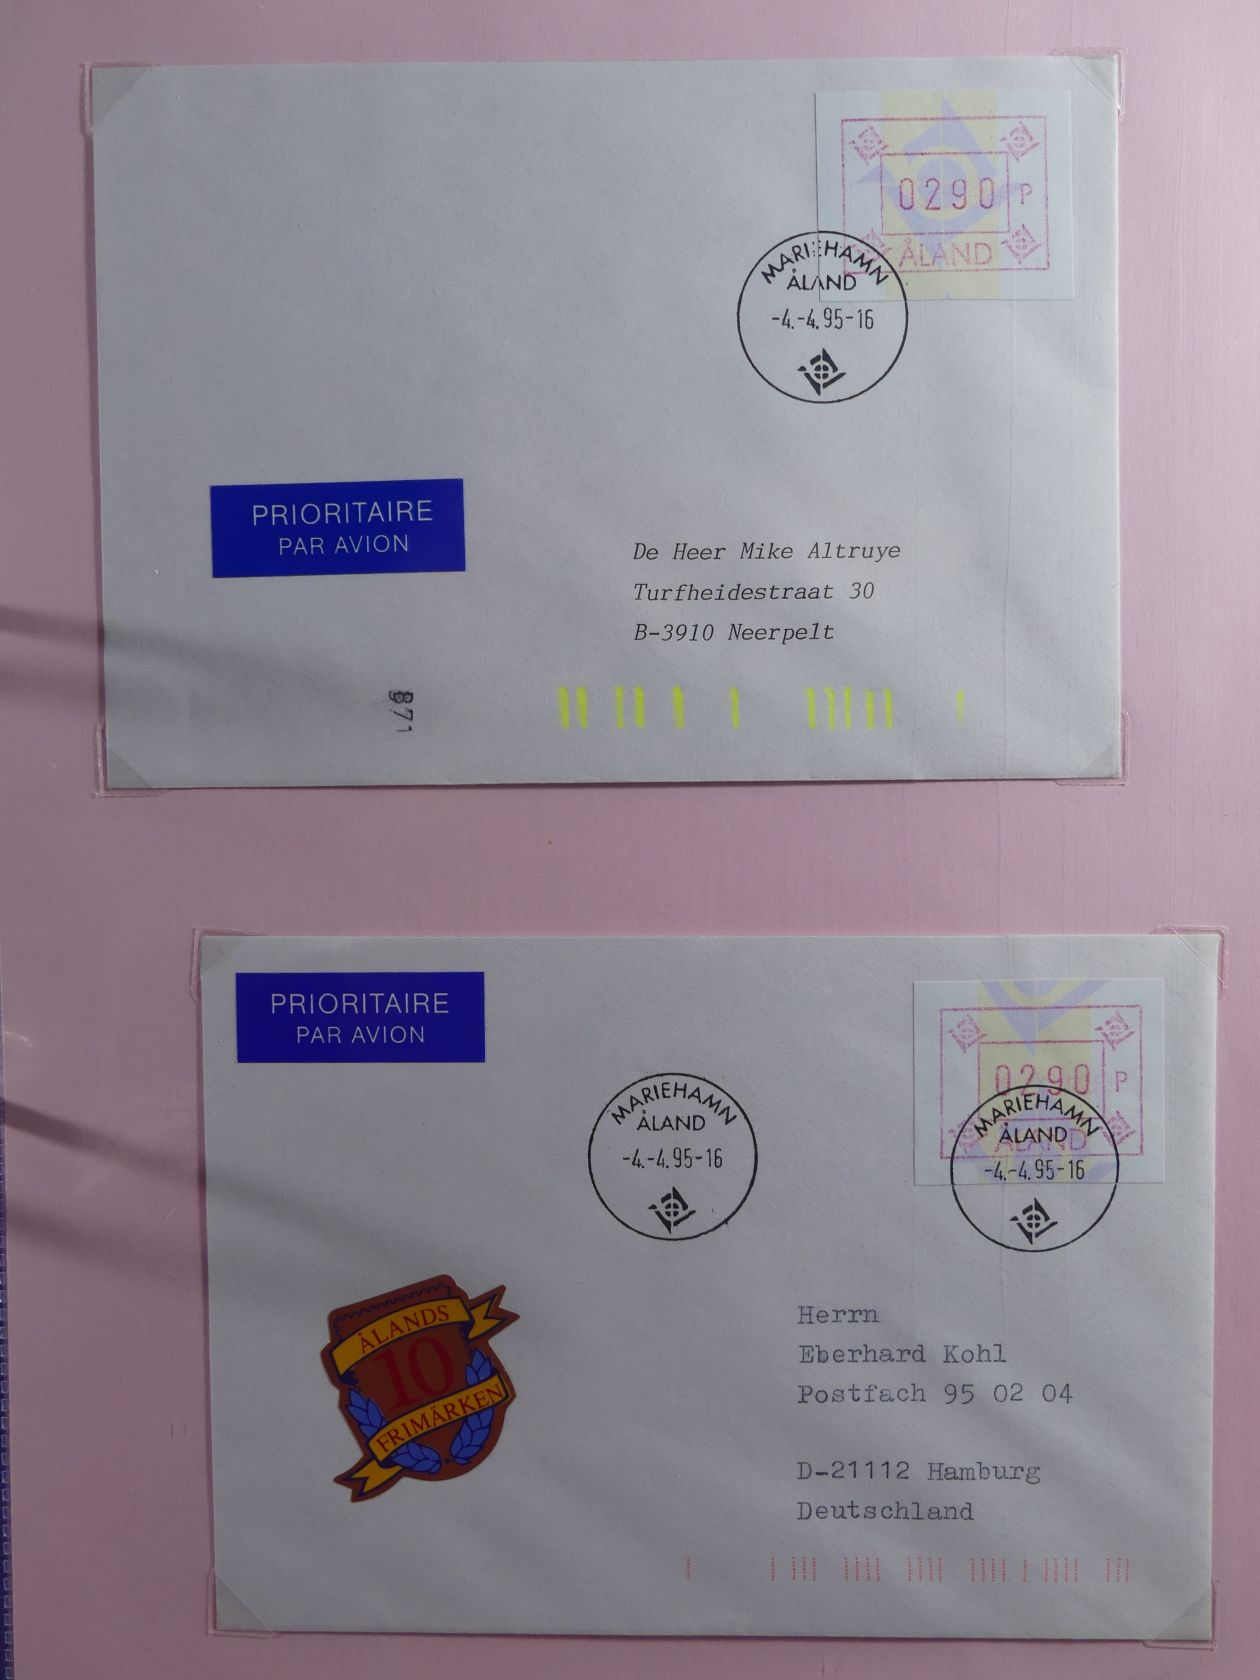 0290 P
ÅLAND
MARIEHAMN
ÅLAND
-4.-4.95-16
PRIORITAIRE
PAR AVION
De Heer Mike Altruye
Turfheidestraat 30
B-3910 Neerpelt
PRIORITAIRE
PAR AVION
0290 P
ÅLAND
MARIEHAMN
ÅLAND
-4.-4.95-16
MARIEHAMN
ÅLAND
-4.-4.95-16
ÅLANDS
10
FRIMÄRKEN
Herrn
Eberhard Kohl
Postfach 95 02 04
D-21112 Hamburg
Deutschland